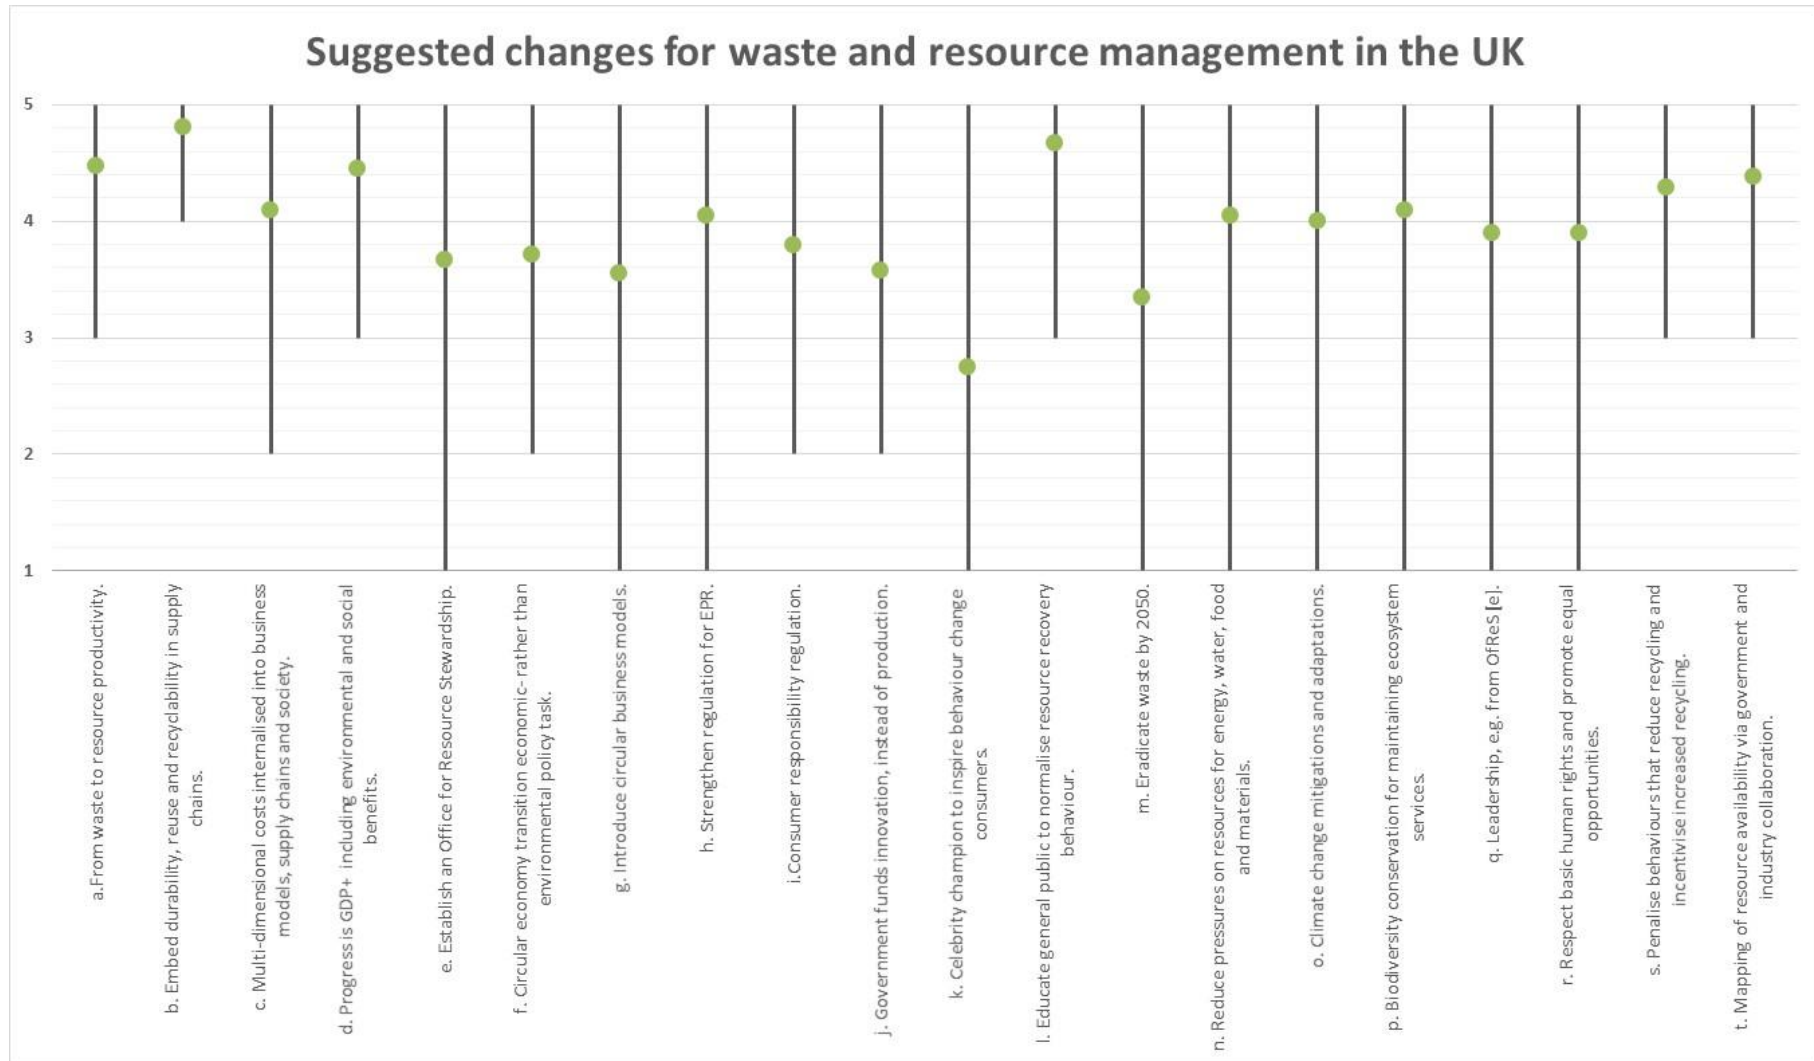 Suggested changes for waste and resource management in the UK
5
4
3
2
1
a.From waste to resource productivity.
b. Embed durability, reuse and recyclability in supply
chains.
c. Multi-dimensional costs internalised into business
models, supply chains and society.
d. Progress is GDP+ including environmental and social
benefits.
e. Establish an Office for Resource Stewardship.
f. Circular economy transition economic- rather than
environmental policy task.
g. Introduce circular business models.
h. Strengthen regulation for EPR.
i.Consumer responsibility regulation.
j. Government funds innovation, instead of production.
k. Celebrity champion to inspire behaviour change
consumers.
l. Educate general public to normalise resource recovery
behaviour.
m. Eradicate waste by 2050.
n. Reduce pressures on resources for energy, water, food
and materials.
o. Climate change mitigations and adaptations.
p. Biodiversity conservation for maintaining ecosystem
services.
q. Leadership, e.g. from OfReS [e].
r. Respect basic human rights and promote equal
opportunities.
s. Penalise behaviours that reduce recycling and
incentivise increased recycling.
t. Mapping of resource availability via government and
industry collaboration.